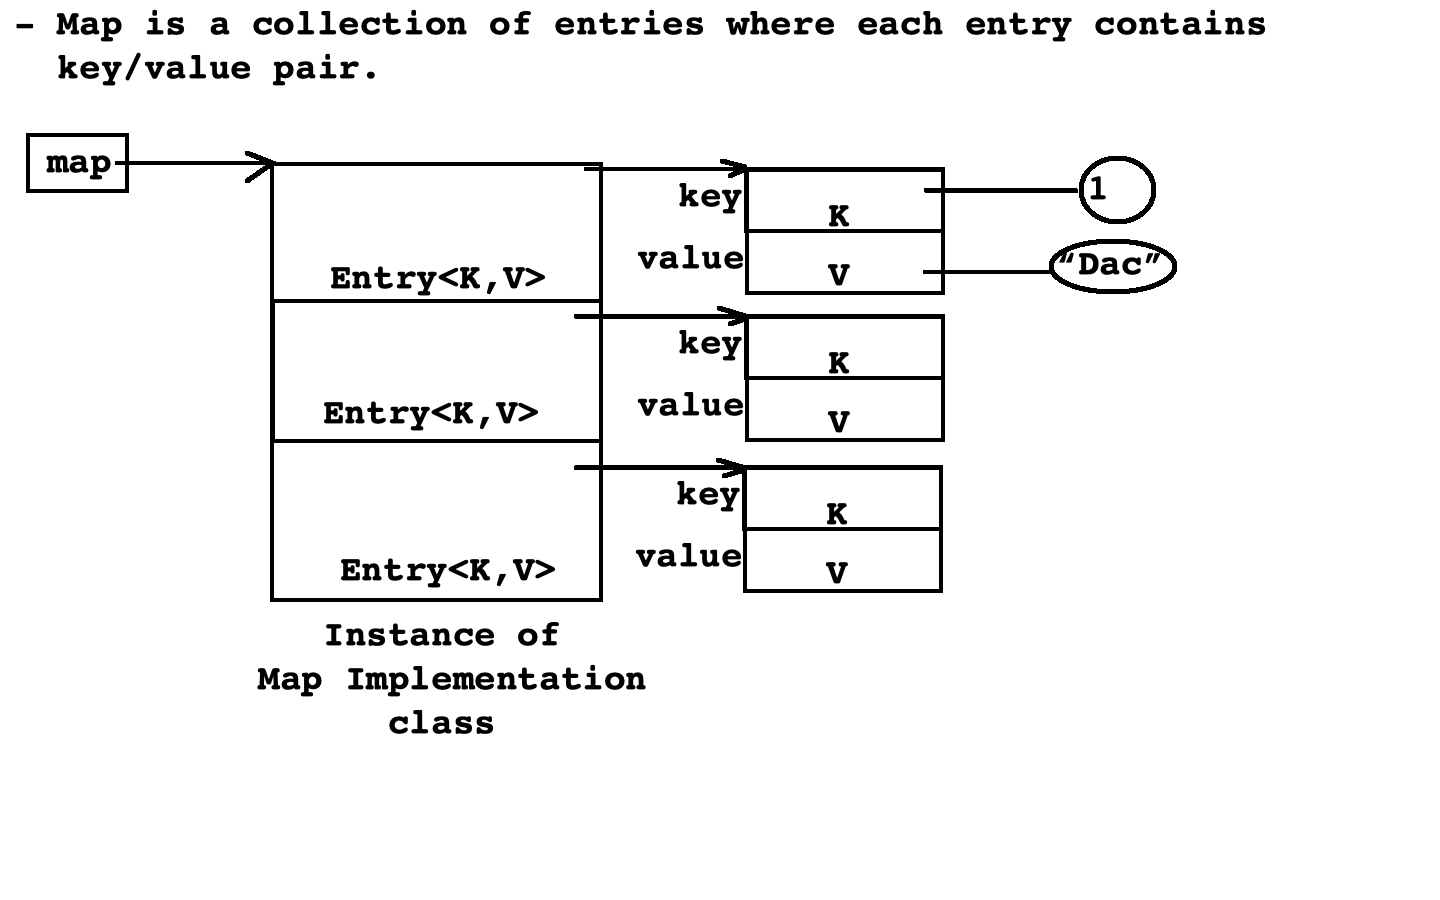 - Map is a collection of entries where each entry contains
key/value pair.
map
key
K
1
value
V
"Dac"
Entry<K,V>
key
K
value
V
Entry<K,V>
key
K
value
V
Entry<K,V>
Instance of
Map Implementation
class